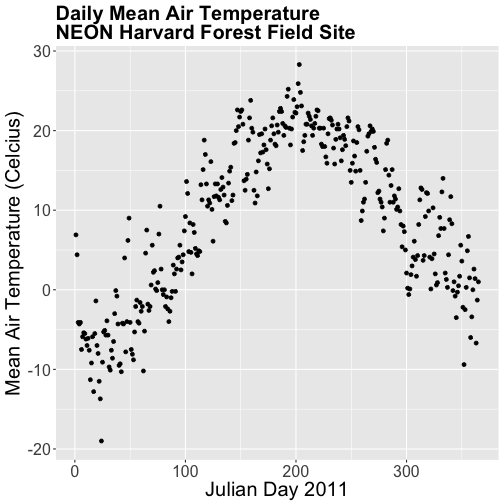 Daily Mean Air Temperature
NEON Harvard Forest Field Site
Mean Air Temperature (Celcius)
30
20
10
0
-10
-20
0 100 200 300
Julian Day 2011